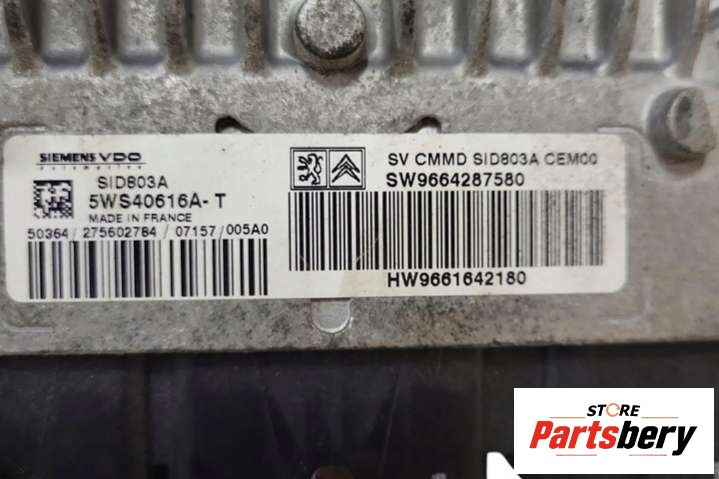 SIEMENS VDO
Automotive
SID803A
5WS40616A-T
MADE IN FRANCE
50364/275602784/07157/005A0
SV CMMD SID803A CEM00
SW9664287580
HW9661642180
STORE
Partsbery